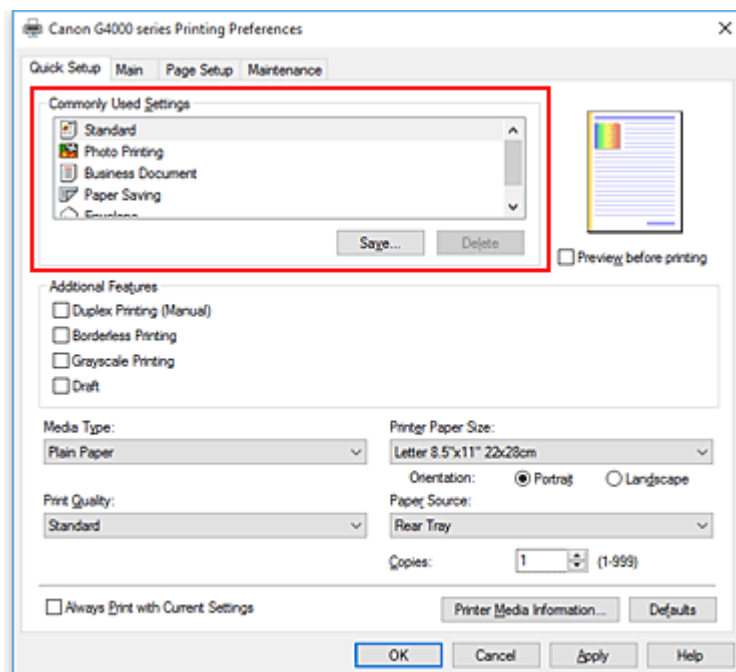 Canon G4000 series Printing Preferences
Quick Setup Main Page Setup Maintenance
Commonly Used Settings
Standard
Photo Printing
Business Document
Paper Saving
Envelope
Save... Delete
Preview before printing
Additional Features
Duplex Printing (Manual)
Borderless Printing
Grayscale Printing
Draft
Media Type: Printer Paper Size:
Plain Paper Letter 8.5"x11" 22x28cm
Orientation: Portrait Landscape
Print Quality: Paper Source:
Standard Rear Tray
Copies: 1 (1-999)
Always Print with Current Settings Printer Media Information... Defaults
OK Cancel Apply Help